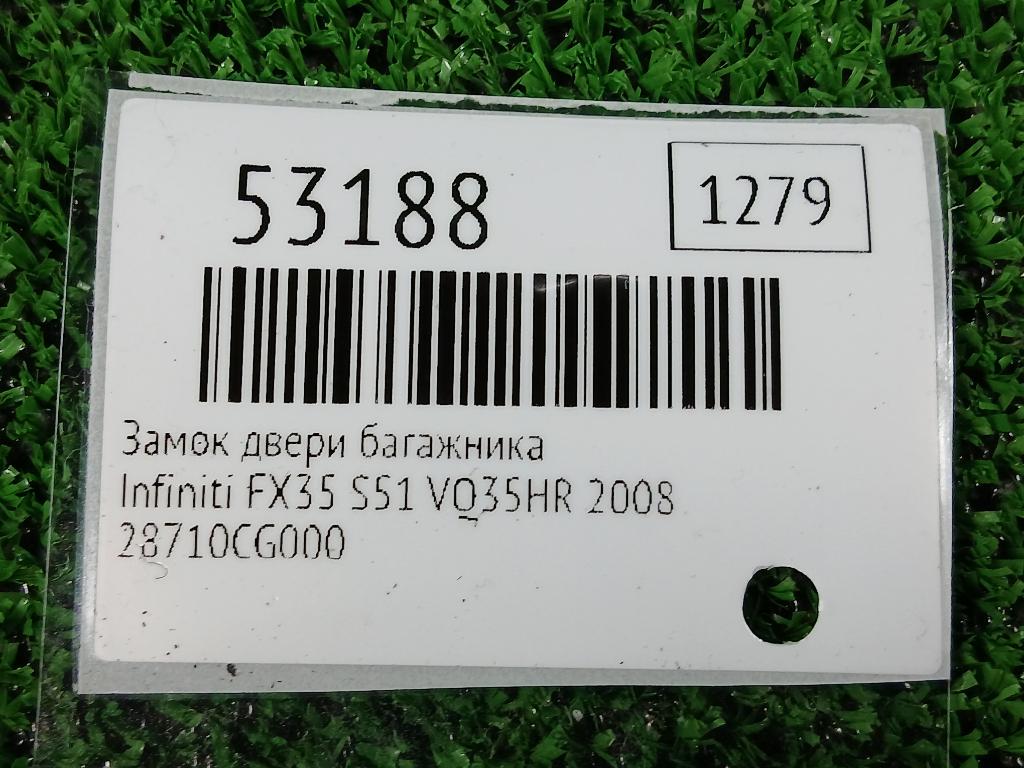 53188
1279
Замок двери багажника
Infiniti FX35 S51 VQ35HR 2008
28710CG000